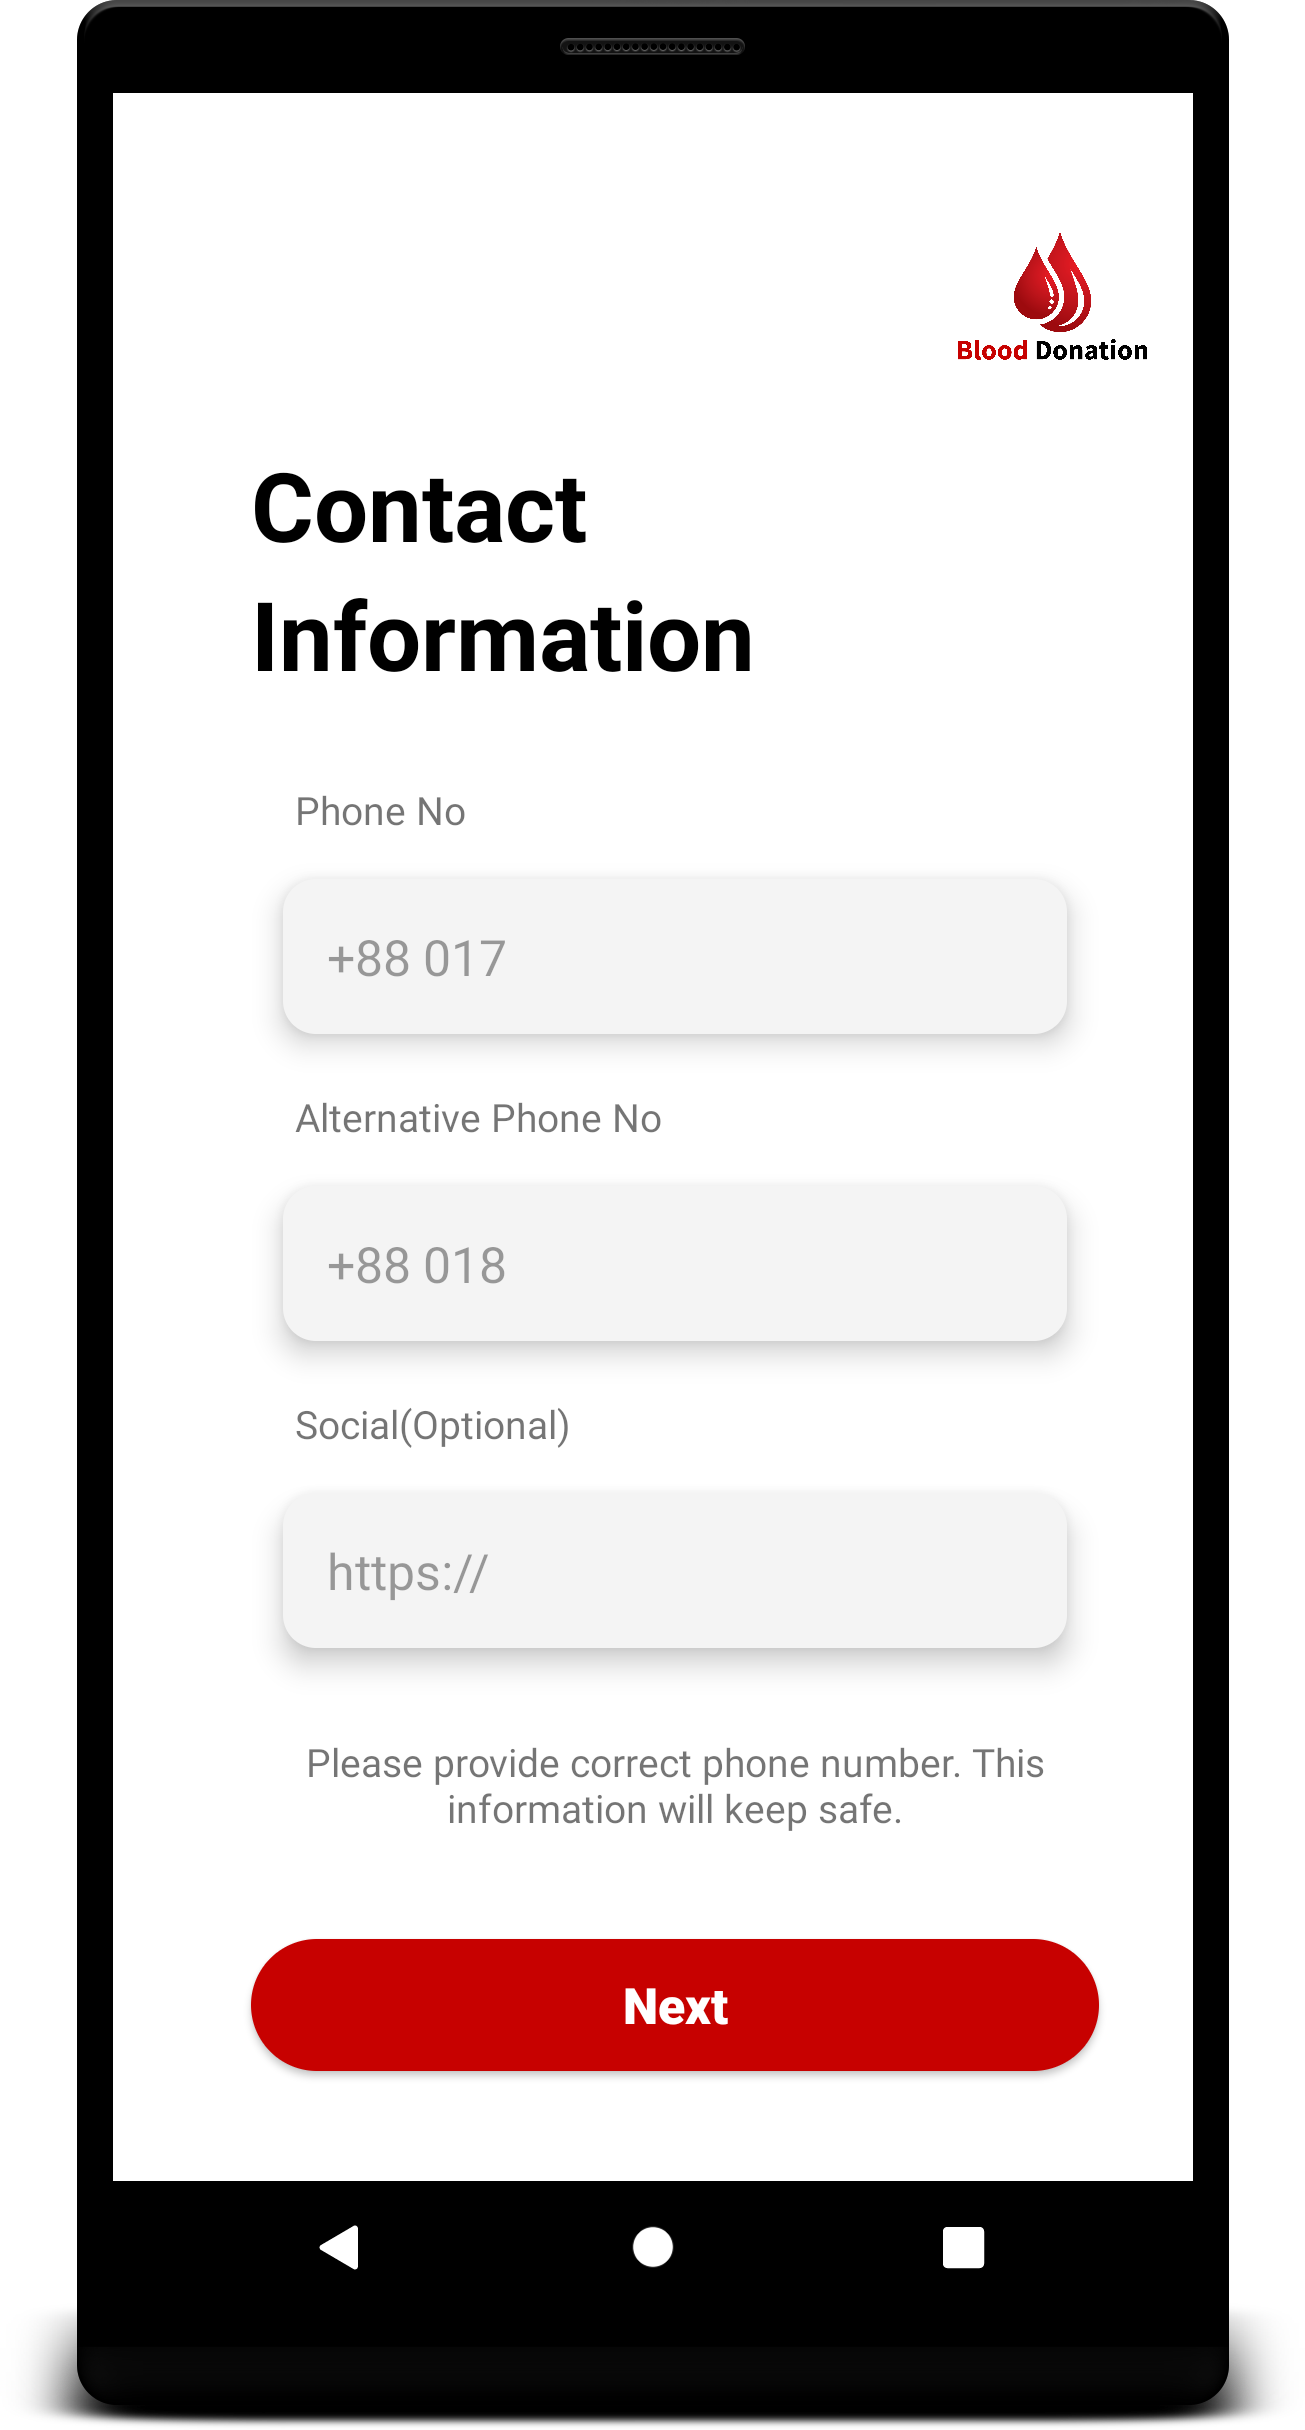 Blood Donation
Contact
Information
Phone No
+88 017
Alternative Phone No
+88 018
Social(Optional)
https://
Please provide correct phone number. This
information will keep safe.
Next